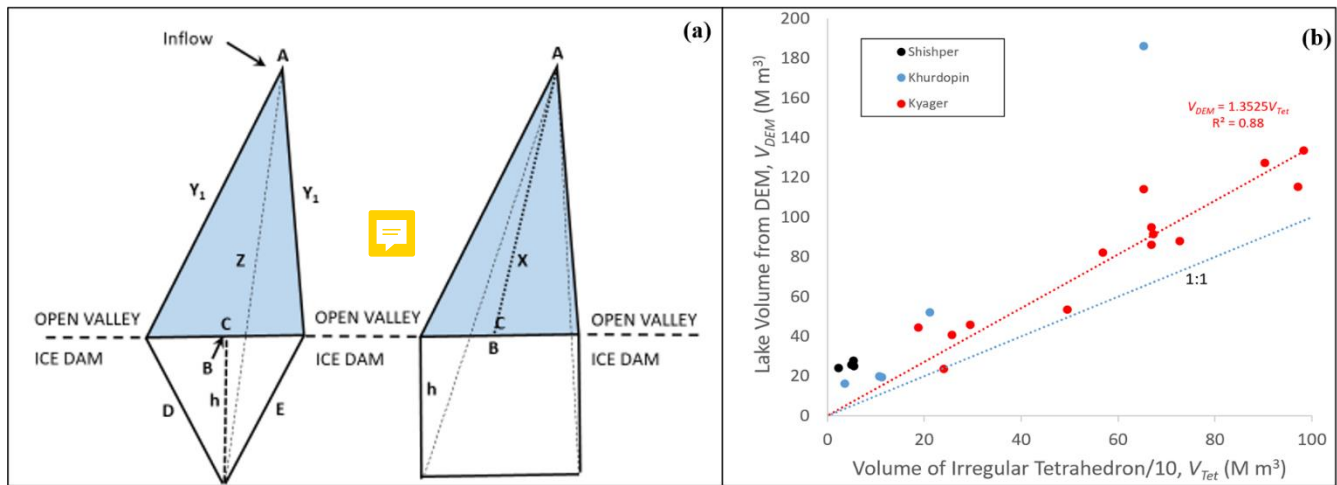 (a)
Inflow
A
Y₁
Y₁
Z
C
OPEN VALLEY
OPEN VALLEY
ICE DAM
ICE DAM
B
h
D
E
A
X
C
OPEN VALLEY
B
ICE DAM
h
(b)
Lake Volume from DEM, V_DEM (M m³)
200
180
160
140
120
100
80
60
40
20
0
Shishper
Khurdopin
Kyager
V_DEM = 1.3525V_Tet
R² = 0.88
1:1
0
20
40
60
80
100
Volume of Irregular Tetrahedron/10, V_Tet (M m³)